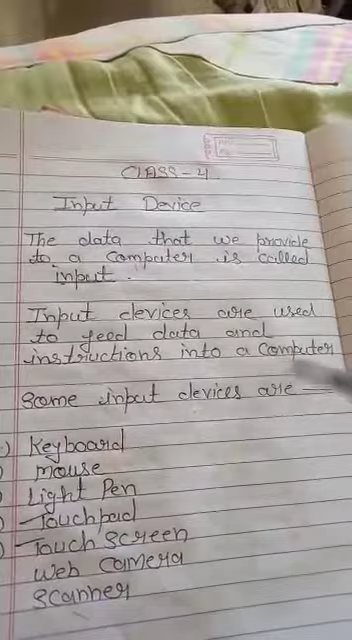 CLASS-4
Input Device
The data that we provide
to a computer is called
input.
Input devices are used
to feed data and
instructions into a computer
Some input devices are —
) Keyboard
) mouse
) Light Pen
) Touchpad
) Touch Screen
Web camera
Scanner